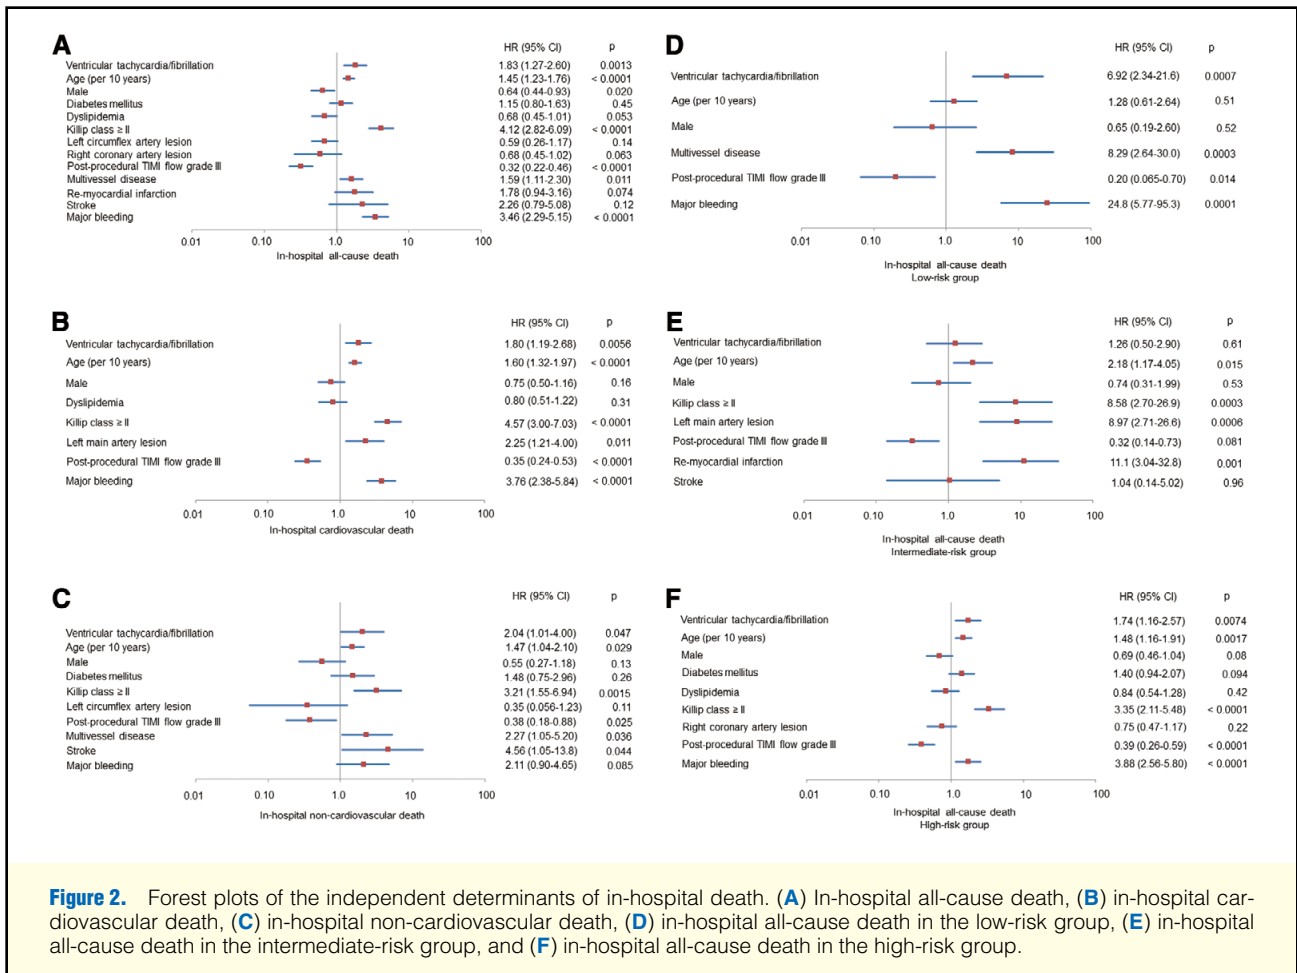 A
HR (95% CI) p
Ventricular tachycardia/fibrillation 1.83 (1.27-2.60) 0.0013
Age (per 10 years) 1.45 (1.23-1.76) < 0.0001
Male 0.64 (0.44-0.93) 0.020
Diabetes mellitus 1.15 (0.80-1.63) 0.45
Dyslipidemia 0.68 (0.45-1.01) 0.053
Killip class ≥ II 4.12 (2.82-6.09) < 0.0001
Left circumflex artery lesion 0.59 (0.26-1.17) 0.14
Right coronary artery lesion 0.68 (0.45-1.02) 0.063
Post-procedural TIMI flow grade III 0.32 (0.22-0.46) < 0.0001
Multivessel disease 1.59 (1.11-2.30) 0.011
Re-myocardial infarction 1.78 (0.94-3.16) 0.074
Stroke 2.26 (0.79-5.08) 0.12
Major bleeding 3.46 (2.29-5.15) < 0.0001
0.01 0.10 1.0 10 100
In-hospital all-cause death
B
HR (95% CI) p
Ventricular tachycardia/fibrillation 1.80 (1.19-2.68) 0.0056
Age (per 10 years) 1.60 (1.32-1.97) < 0.0001
Male 0.75 (0.50-1.16) 0.16
Dyslipidemia 0.80 (0.51-1.22) 0.31
Killip class ≥ II 4.57 (3.00-7.03) < 0.0001
Left main artery lesion 2.25 (1.21-4.00) 0.011
Post-procedural TIMI flow grade III 0.35 (0.24-0.53) < 0.0001
Major bleeding 3.76 (2.38-5.84) < 0.0001
0.01 0.10 1.0 10 100
In-hospital cardiovascular death
C
HR (95% CI) p
Ventricular tachycardia/fibrillation 2.04 (1.01-4.00) 0.047
Age (per 10 years) 1.47 (1.04-2.10) 0.029
Male 0.55 (0.27-1.18) 0.13
Diabetes mellitus 1.48 (0.75-2.96) 0.26
Killip class ≥ II 3.21 (1.55-6.94) 0.0015
Left circumflex artery lesion 0.35 (0.056-1.23) 0.11
Post-procedural TIMI flow grade III 0.38 (0.18-0.88) 0.025
Multivessel disease 2.27 (1.05-5.20) 0.036
Stroke 4.56 (1.05-13.8) 0.044
Major bleeding 2.11 (0.90-4.65) 0.085
0.01 0.10 1.0 10 100
In-hospital non-cardiovascular death
D
HR (95% CI) p
Ventricular tachycardia/fibrillation 6.92 (2.34-21.6) 0.0007
Age (per 10 years) 1.28 (0.61-2.64) 0.51
Male 0.65 (0.19-2.60) 0.52
Multivessel disease 8.29 (2.64-30.0) 0.0003
Post-procedural TIMI flow grade III 0.20 (0.065-0.70) 0.014
Major bleeding 24.8 (5.77-95.3) 0.0001
0.01 0.10 1.0 10 100
In-hospital all-cause death
Low-risk group
E
HR (95% CI) p
Ventricular tachycardia/fibrillation 1.26 (0.50-2.90) 0.61
Age (per 10 years) 2.18 (1.17-4.05) 0.015
Male 0.74 (0.31-1.99) 0.53
Killip class ≥ II 8.58 (2.70-26.9) 0.0003
Left main artery lesion 8.97 (2.71-26.6) 0.0006
Post-procedural TIMI flow grade III 0.32 (0.14-0.73) 0.081
Re-myocardial infarction 11.1 (3.04-32.8) 0.001
Stroke 1.04 (0.14-5.02) 0.96
0.01 0.10 1.0 10 100
In-hospital all-cause death
Intermediate-risk group
F
HR (95% CI) p
Ventricular tachycardia/fibrillation 1.74 (1.16-2.57) 0.0074
Age (per 10 years) 1.48 (1.16-1.91) 0.0017
Male 0.69 (0.46-1.04) 0.08
Diabetes mellitus 1.40 (0.94-2.07) 0.094
Dyslipidemia 0.84 (0.54-1.28) 0.42
Killip class ≥ II 3.35 (2.11-5.48) < 0.0001
Right coronary artery lesion 0.75 (0.47-1.17) 0.22
Post-procedural TIMI flow grade III 0.39 (0.26-0.59) < 0.0001
Major bleeding 3.88 (2.56-5.80) < 0.0001
0.01 0.10 1.0 10 100
In-hospital all-cause death
High-risk group
Figure 2. Forest plots of the independent determinants of in-hospital death. (A) In-hospital all-cause death, (B) in-hospital car-
diovascular death, (C) in-hospital non-cardiovascular death, (D) in-hospital all-cause death in the low-risk group, (E) in-hospital
all-cause death in the intermediate-risk group, and (F) in-hospital all-cause death in the high-risk group.